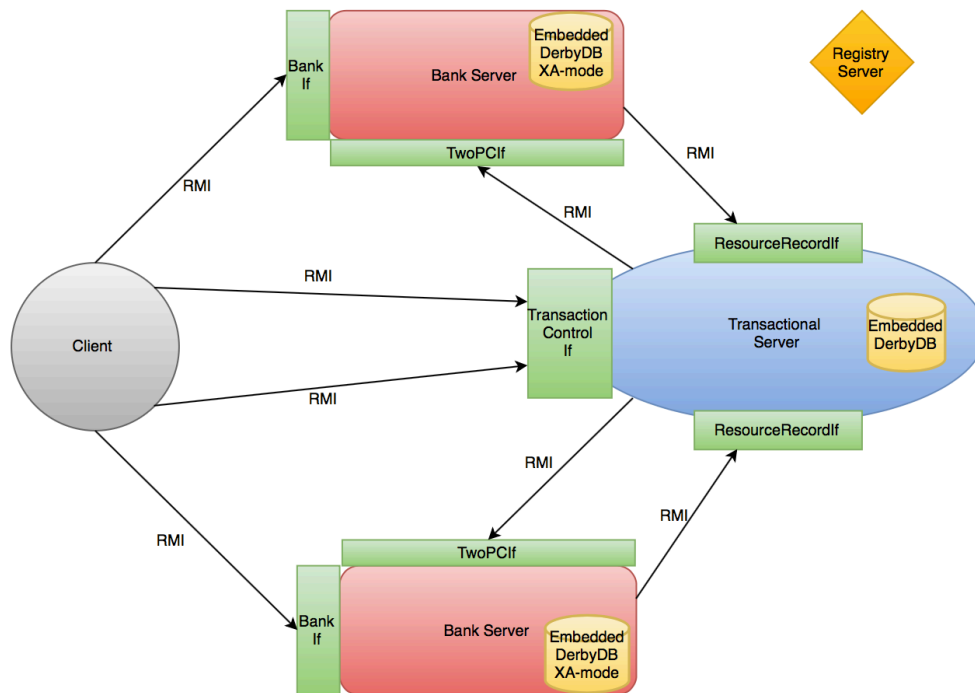 Bank
If
Bank Server
Embedded
DerbyDB
XA-mode
Registry
Server
TwoPCIf
RMI
RMI
RMI
ResourceRecordIf
RMI
Client
Transaction
Control
If
Transactional
Server
Embedded
DerbyDB
RMI
ResourceRecordIf
RMI
RMI
RMI
TwoPCIf
Bank
If
Bank Server
Embedded
DerbyDB
XA-mode